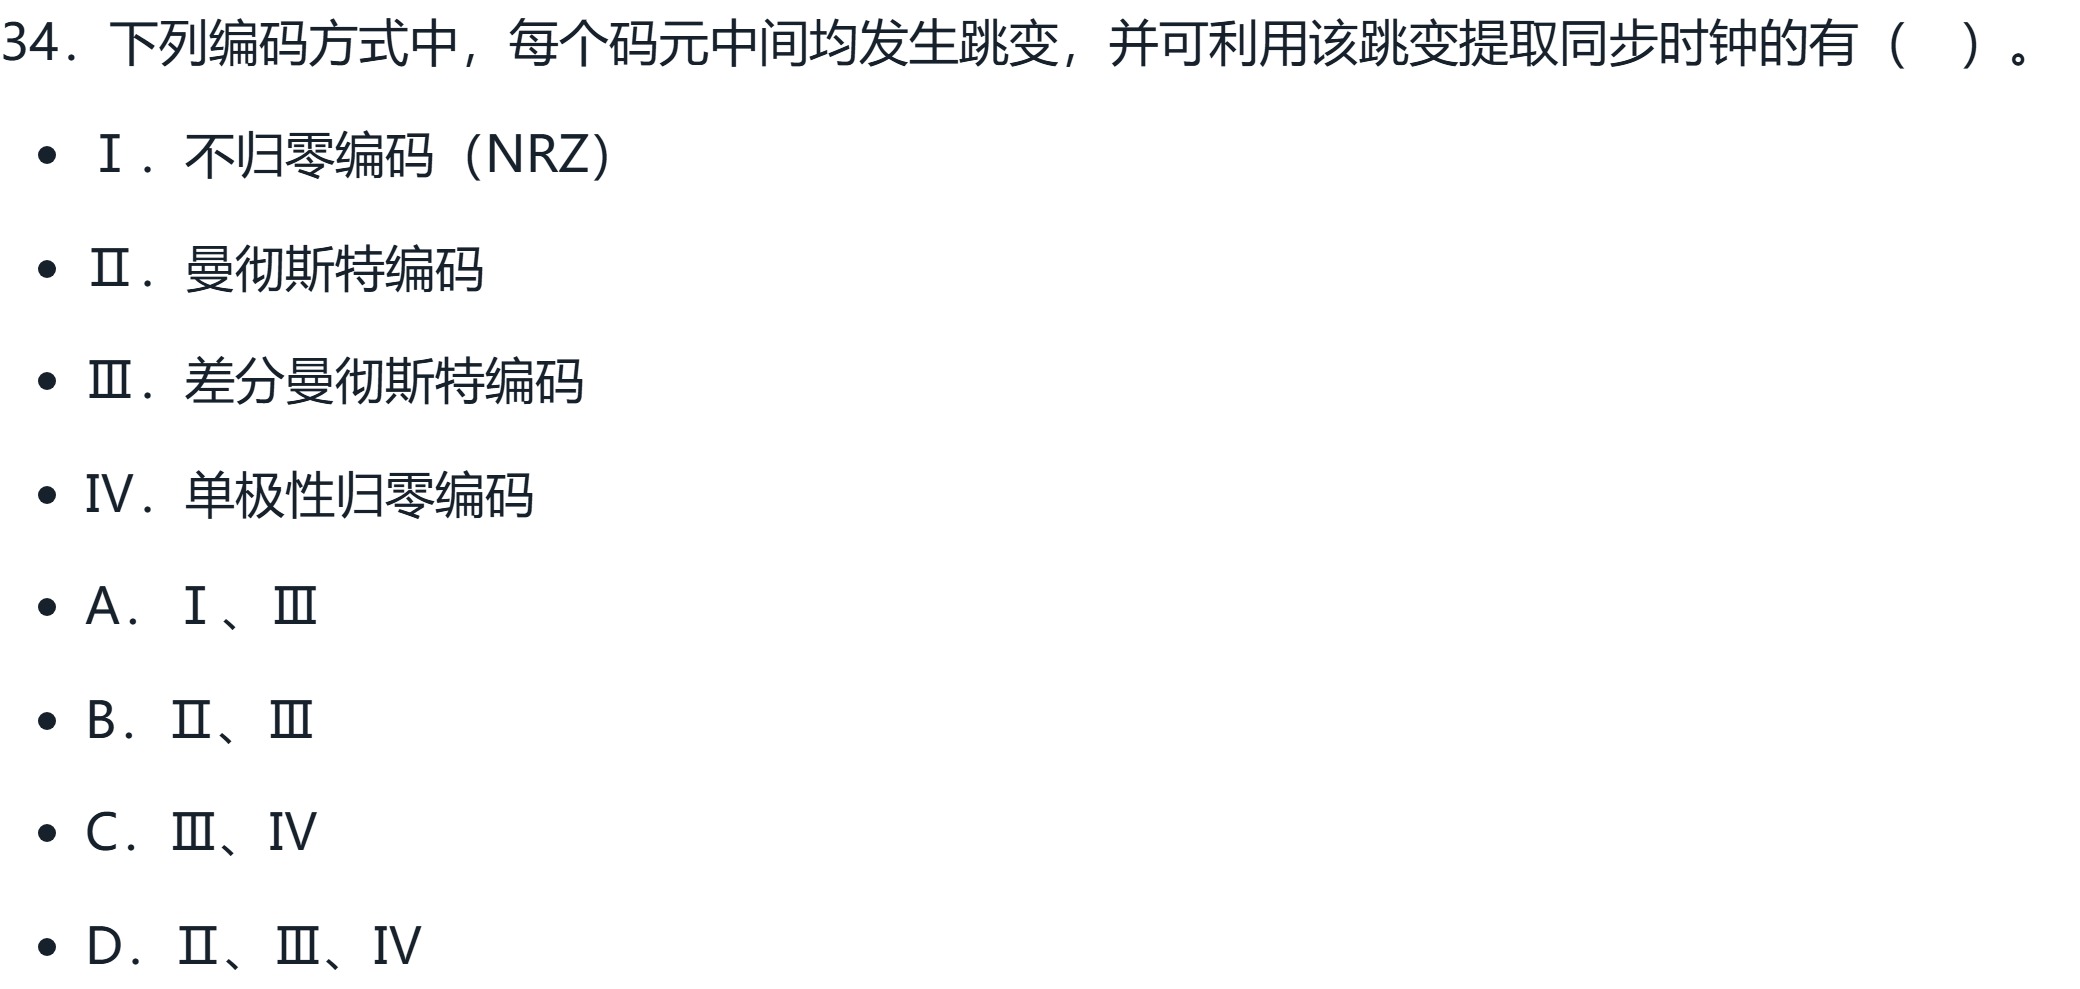 34. 下列编码方式中，每个码元中间均发生跳变，并可利用该跳变提取同步时钟的有（　）。
• Ⅰ. 不归零编码（NRZ）
• Ⅱ. 曼彻斯特编码
• Ⅲ. 差分曼彻斯特编码
• Ⅳ. 单极性归零编码
• A. Ⅰ、Ⅲ
• B. Ⅱ、Ⅲ
• C. Ⅲ、Ⅳ
• D. Ⅱ、Ⅲ、Ⅳ